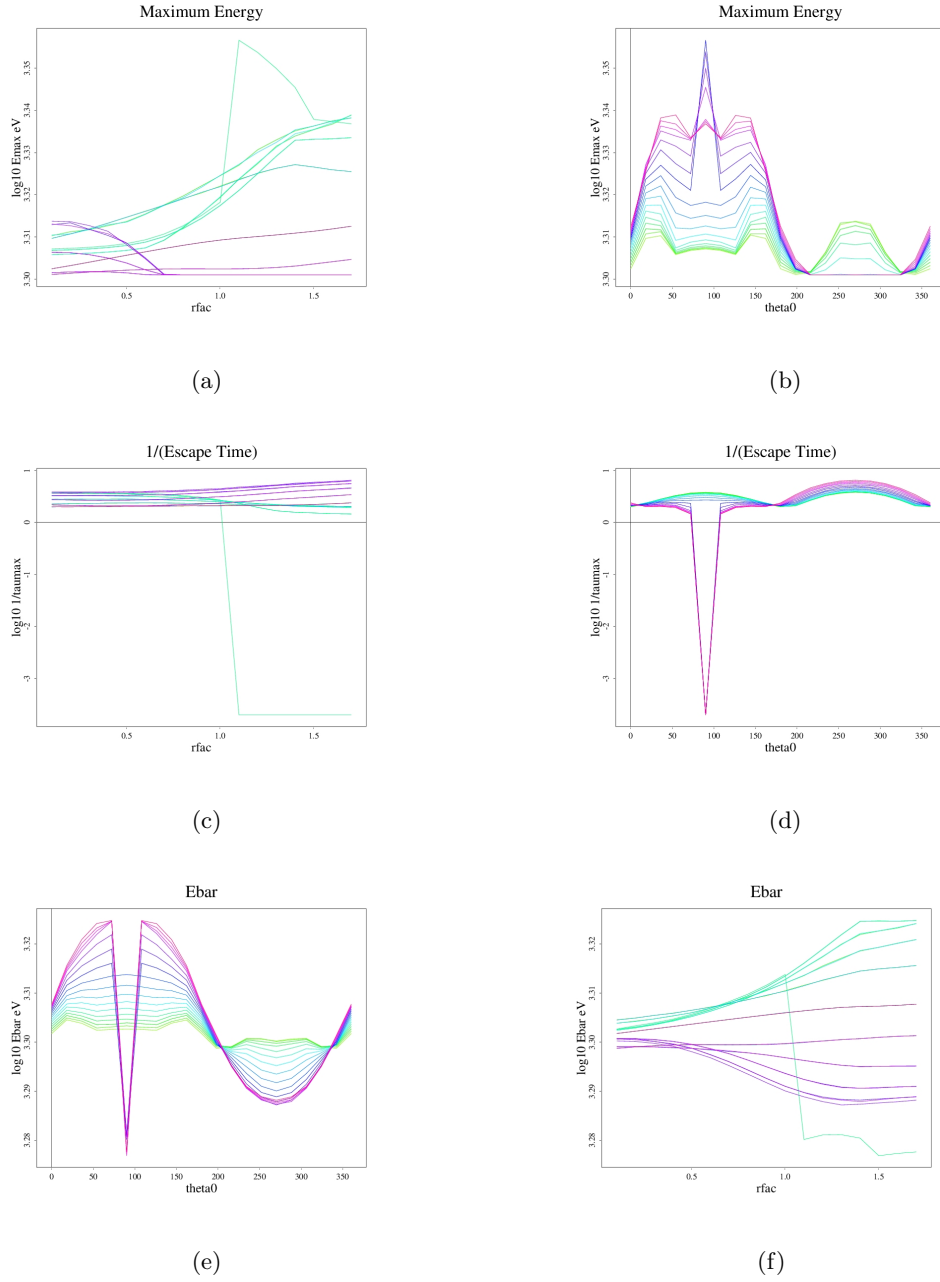 Maximum Energy
log10 Emax eV
3.30 3.31 3.32 3.33 3.34 3.35
0.5 1.0 1.5
rfac
(a)
Maximum Energy
log10 Emax eV
3.30 3.31 3.32 3.33 3.34 3.35
0 50 100 150 200 250 300 350
theta0
(b)
1/(Escape Time)
log10 1/taumax
-3 -2 -1 0 1
0.5 1.0 1.5
rfac
(c)
1/(Escape Time)
log10 1/taumax
-3 -2 -1 0 1
0 50 100 150 200 250 300 350
theta0
(d)
Ebar
log10 Ebar eV
3.28 3.29 3.30 3.31 3.32
0 50 100 150 200 250 300 350
theta0
(e)
Ebar
log10 Ebar eV
3.28 3.29 3.30 3.31 3.32
0.5 1.0 1.5
rfac
(f)